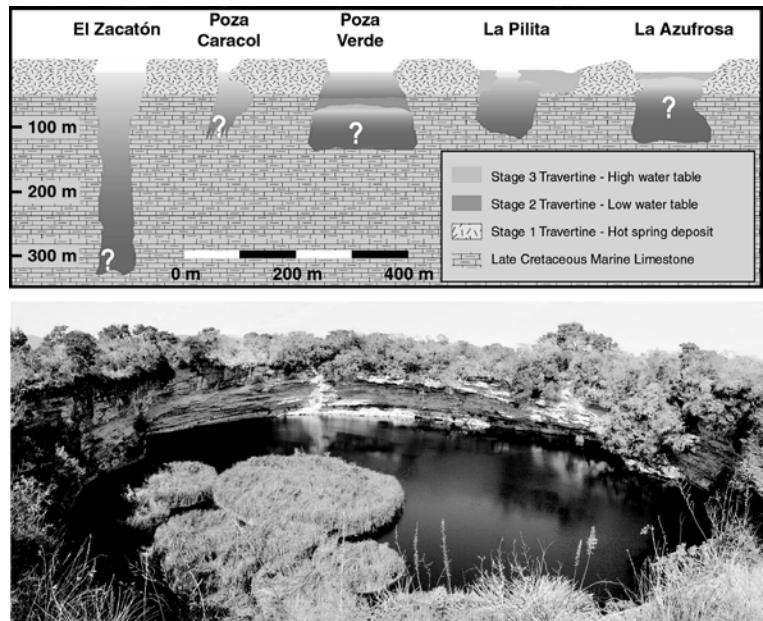 El Zacatón
Poza
Caracol
Poza
Verde
La Pilita
La Azufrosa
?
?
?
?
?
100 m
200 m
300 m
0 m
200 m
400 m
Stage 3 Travertine - High water table
Stage 2 Travertine - Low water table
Stage 1 Travertine - Hot spring deposit
Late Cretaceous Marine Limestone